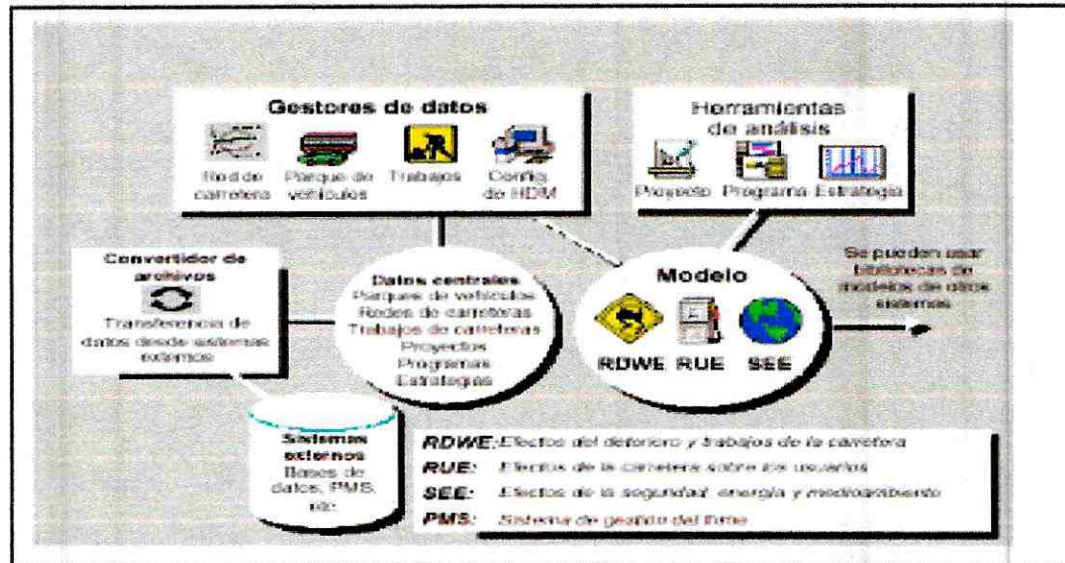 Gestores de datos
Red de carretera
Parque de vehículos
Trabajos
Config. de HDM
Herramientas
de análisis
Proyecto Programa Estrategia
Convertidor de
archivos
Transferencia de
datos desde sistemas
externos
Datos centrales
Parques de vehículos
Redes de carreteras
Trabajos de carreteras
Proyectos
Programas
Estrategias
Modelo
RDWE RUE SEE
Se pueden usar
bibliotecas de
modelos de otros
sistemas
Sistemas
externos
Bases de
datos, PMS,
etc
RDWE: Efectos del deterioro y trabajos de la carretera
RUE: Efectos de la carretera sobre los usuarios
SEE: Efectos de la seguridad, energía y medioambiente
PMS: Sistema de gestión del firme